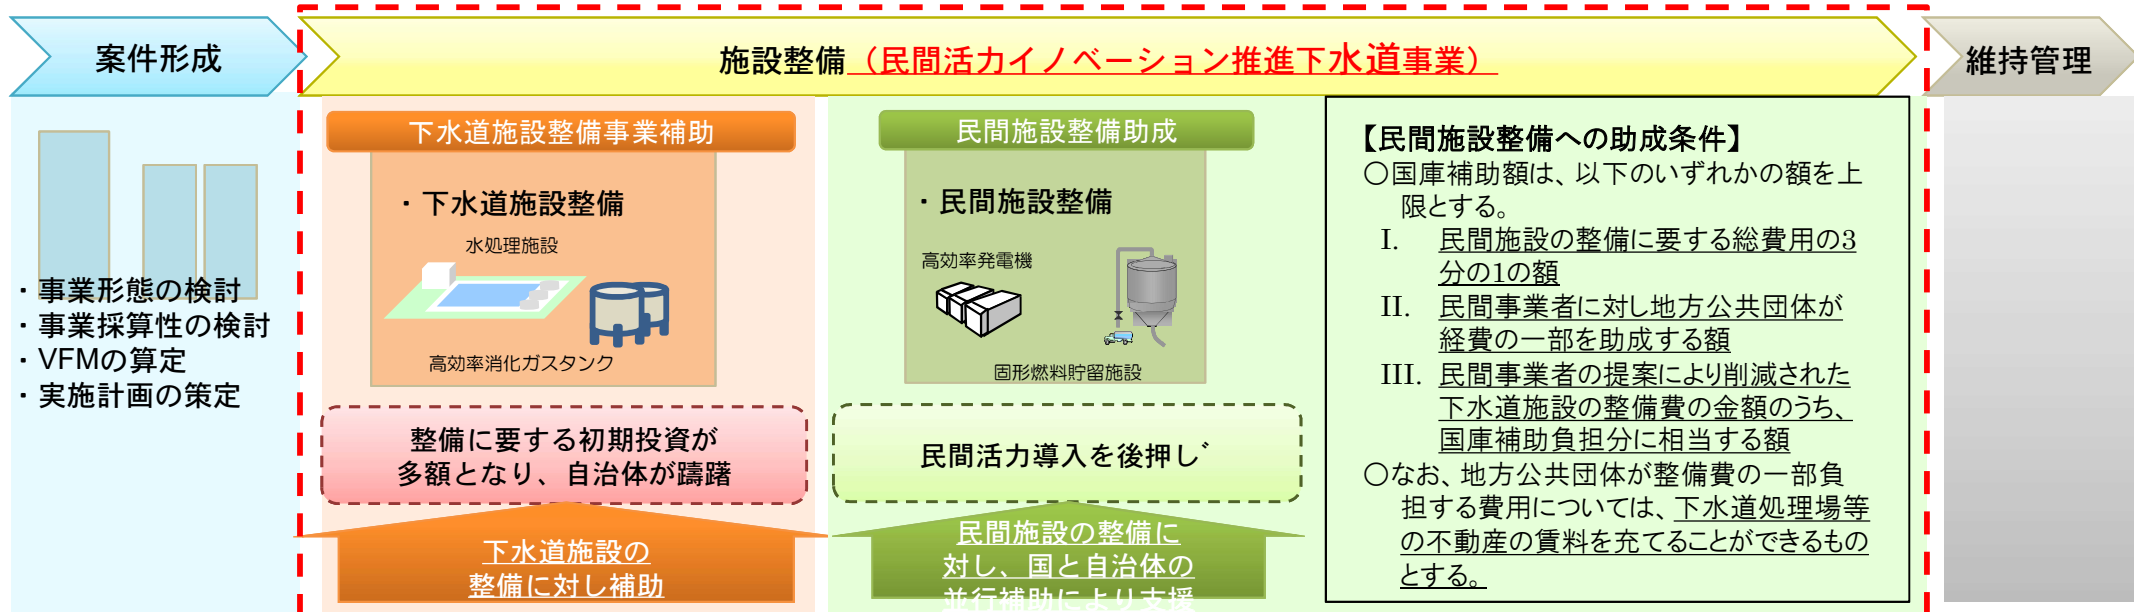 案件形成
施設整備（民間活力イノベーション推進下水道事業）
維持管理
・事業形態の検討
・事業採算性の検討
・VFMの算定
・実施計画の策定
下水道施設整備事業補助
・下水道施設整備
水処理施設
高効率消化ガスタンク
整備に要する初期投資が
多額となり、自治体が躊躇
下水道施設の
整備に対し補助
民間施設整備助成
・民間施設整備
高効率発電機
固形燃料貯留施設
民間活力導入を後押し゛
民間施設の整備に
対し、国と自治体の
並行補助により支援
【民間施設整備への助成条件】
○国庫補助額は、以下のいずれかの額を上
限とする。
I. 民間施設の整備に要する総費用の3
分の1の額
II. 民間事業者に対し地方公共団体が
経費の一部を助成する額
III. 民間事業者の提案により削減された
下水道施設の整備費の金額のうち、
国庫補助負担分に相当する額
○なお、地方公共団体が整備費の一部負
担する費用については、下水道処理場等
の不動産の賃料を充てることができるもの
とする。